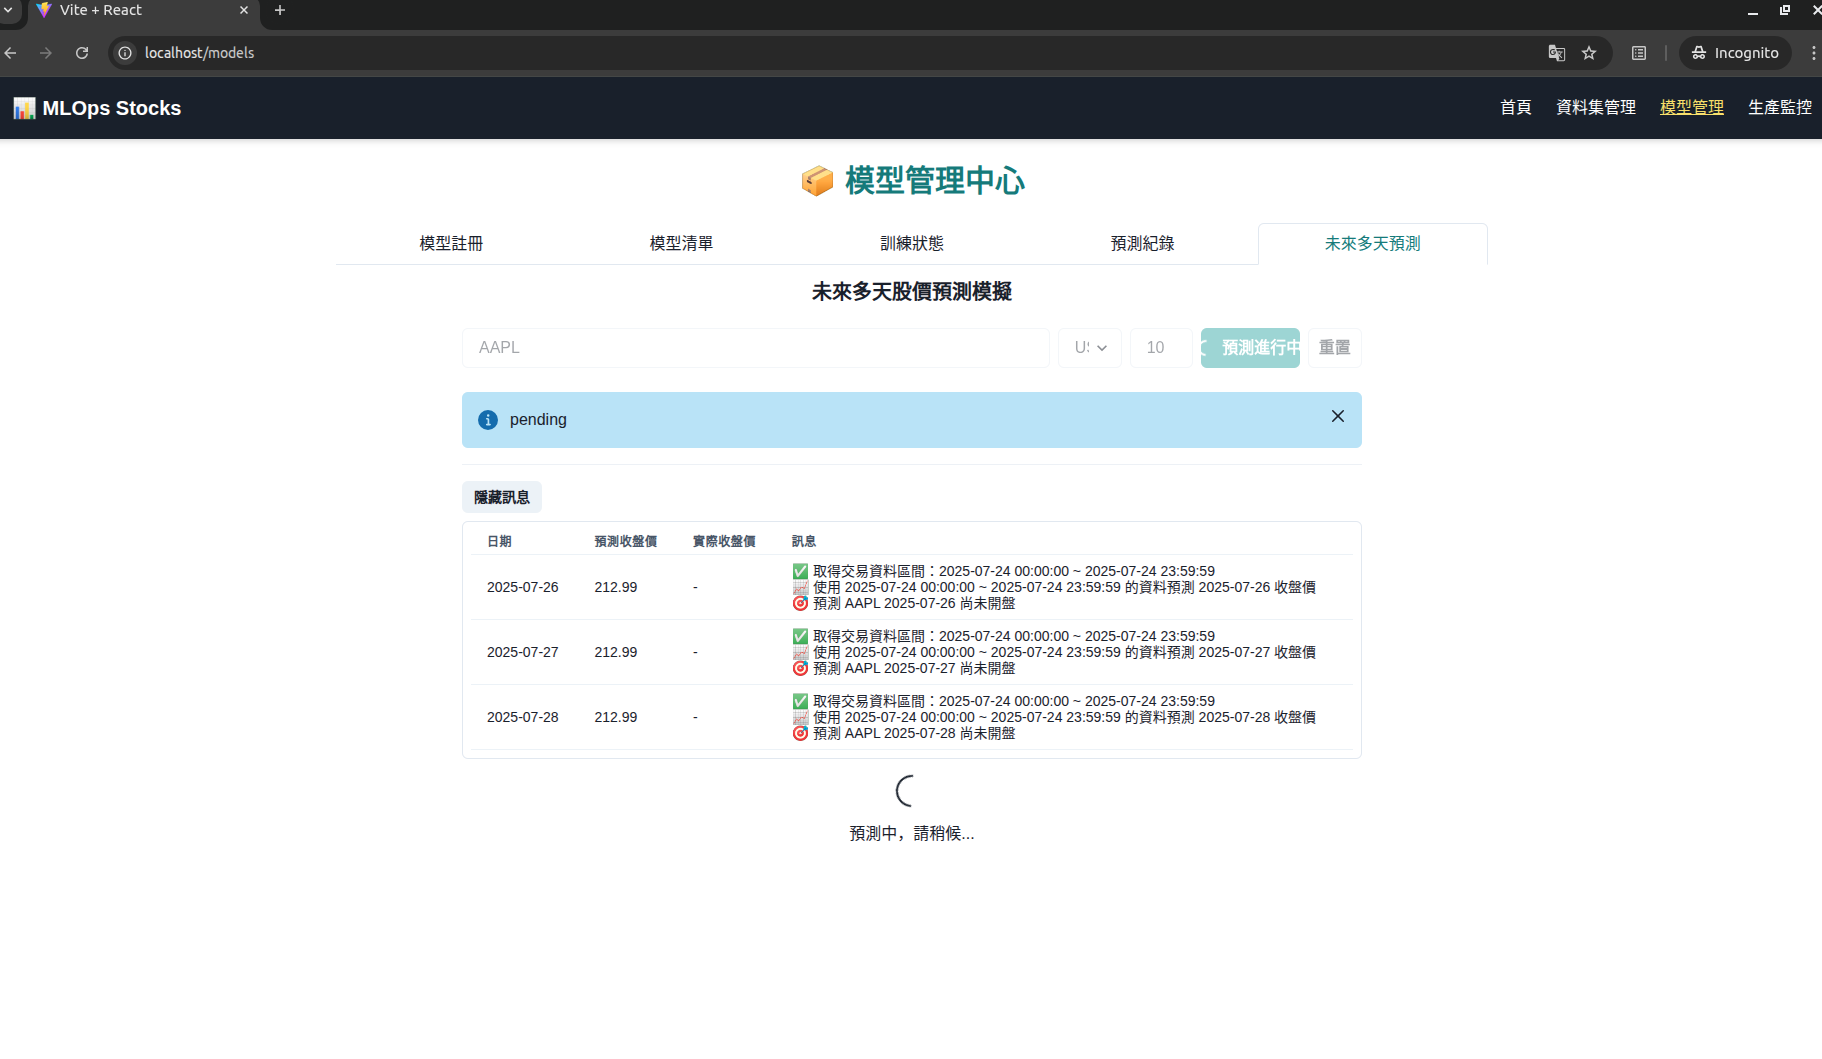 Vite + React
localhost/models
Incognito
MLOps Stocks
首頁 資料集管理 模型管理 生產監控
模型管理中心
模型註冊 模型清單 訓練狀態 預測紀錄 未來多天預測
未來多天股價預測模擬
AAPL 10 預測進行中 重置
pending
隱藏訊息
日期 預測收盤價 實際收盤價 訊息
✅ 取得交易資料區間：2025-07-24 00:00:00 ~ 2025-07-24 23:59:59
2025-07-26 212.99 - 📈 使用 2025-07-24 00:00:00 ~ 2025-07-24 23:59:59 的資料預測 2025-07-26 收盤價
🎯 預測 AAPL 2025-07-26 尚未開盤
✅ 取得交易資料區間：2025-07-24 00:00:00 ~ 2025-07-24 23:59:59
2025-07-27 212.99 - 📈 使用 2025-07-24 00:00:00 ~ 2025-07-24 23:59:59 的資料預測 2025-07-27 收盤價
🎯 預測 AAPL 2025-07-27 尚未開盤
✅ 取得交易資料區間：2025-07-24 00:00:00 ~ 2025-07-24 23:59:59
2025-07-28 212.99 - 📈 使用 2025-07-24 00:00:00 ~ 2025-07-24 23:59:59 的資料預測 2025-07-28 收盤價
🎯 預測 AAPL 2025-07-28 尚未開盤
預測中，請稍候...